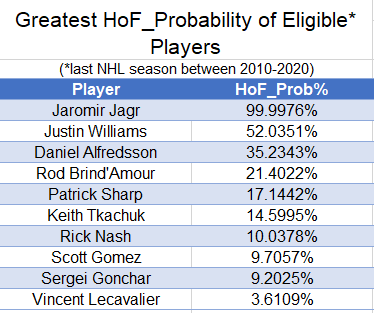 Greatest HoF_Probability of Eligible*
Players
(*last NHL season between 2010-2020)
Player HoF_Prob%
Jaromir Jagr 99.9976%
Justin Williams 52.0351%
Daniel Alfredsson 35.2343%
Rod Brind'Amour 21.4022%
Patrick Sharp 17.1442%
Keith Tkachuk 14.5995%
Rick Nash 10.0378%
Scott Gomez 9.7057%
Sergei Gonchar 9.2025%
Vincent Lecavalier 3.6109%